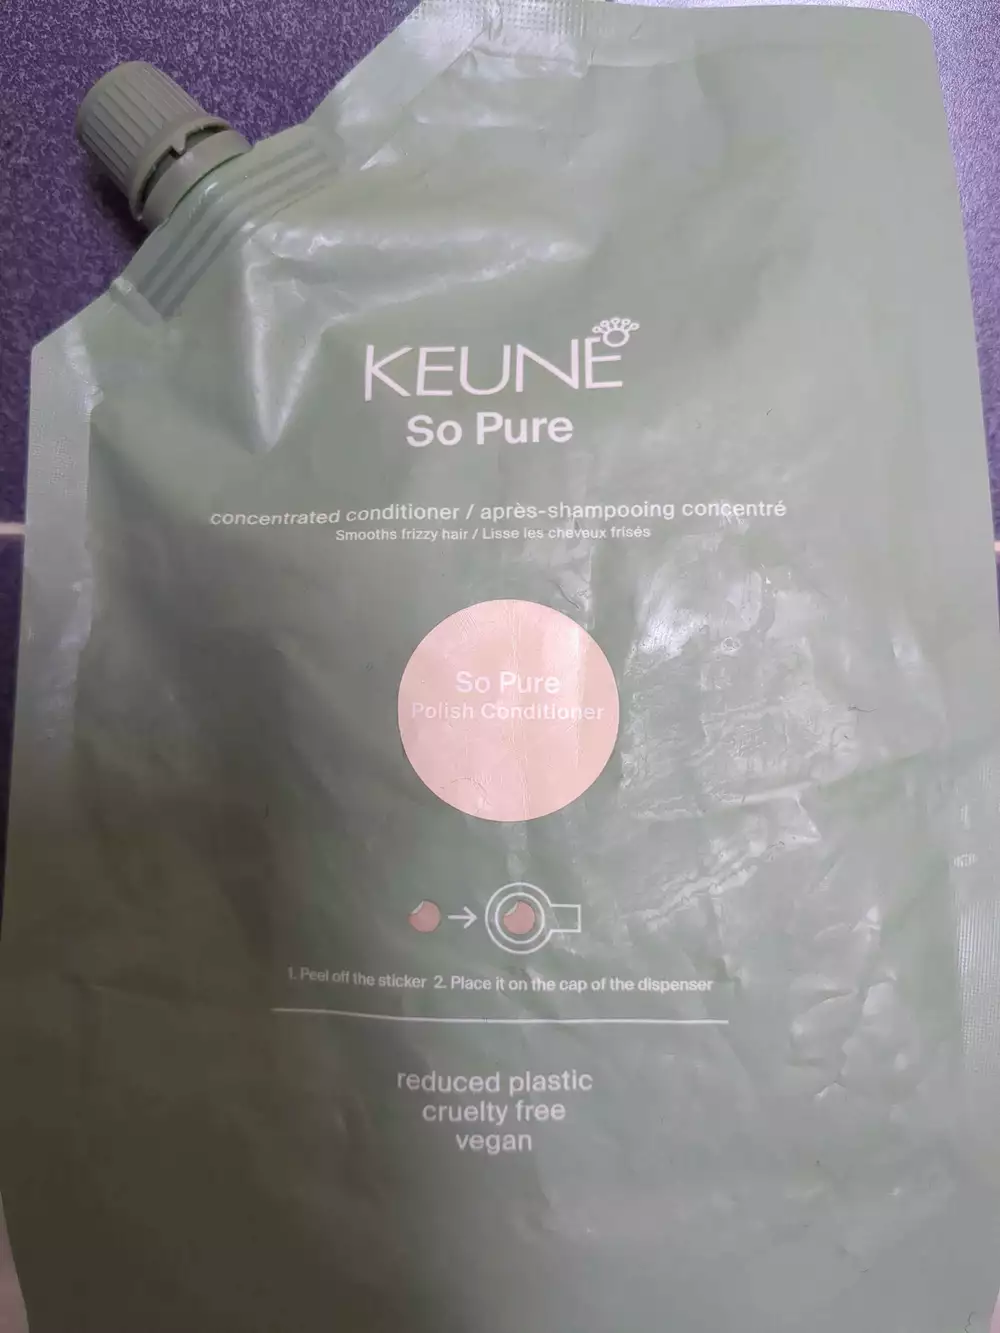 KEUNE
So Pure
concentrated conditioner / après-shampooing concentré
Smooths frizzy hair / Lisse les cheveux frisés
So Pure
Polish Conditioner
1. Peel off the sticker 2. Place it on the cap of the dispenser
reduced plastic
cruelty free
vegan